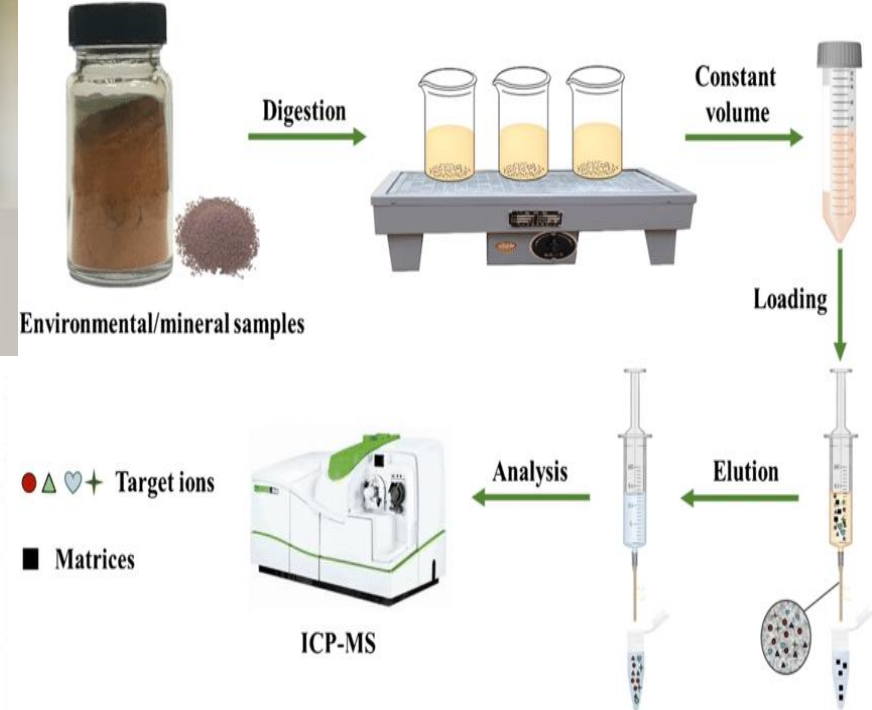 Digestion
Constant
volume
Environmental/mineral samples
Loading
Analysis
Elution
Target ions
Matrices
ICP-MS